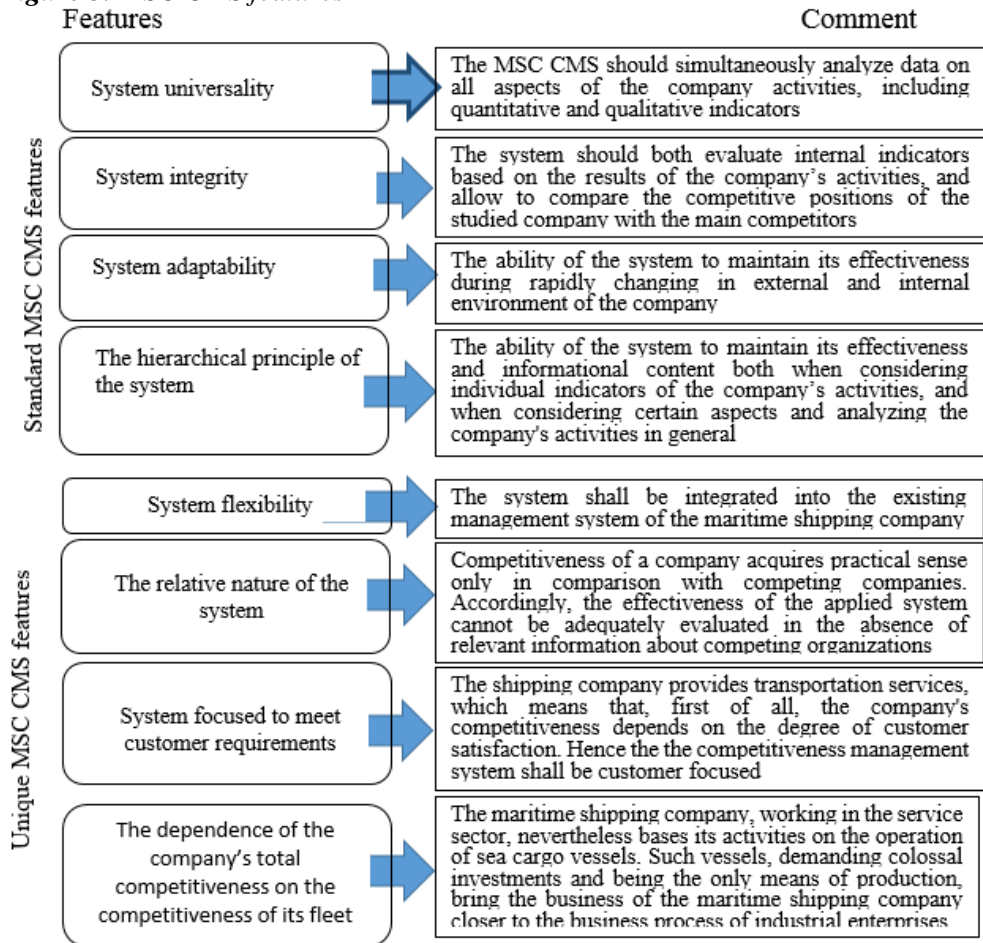 Features
Comment
Standard MSC CMS features
System universality
The MSC CMS should simultaneously analyze data on
all aspects of the company activities, including
quantitative and qualitative indicators
System integrity
The system should both evaluate internal indicators
based on the results of the company's activities, and
allow to compare the competitive positions of the
studied company with the main competitors
System adaptability
The ability of the system to maintain its effectiveness
during rapidly changing in external and internal
environment of the company
The hierarchical principle of
the system
The ability of the system to maintain its effectiveness
and informational content both when considering
individual indicators of the company's activities, and
when considering certain aspects and analyzing the
company's activities in general
Unique MSC CMS features
System flexibility
The system shall be integrated into the existing
management system of the maritime shipping company
The relative nature of the
system
Competitiveness of a company acquires practical sense
only in comparison with competing companies.
Accordingly, the effectiveness of the applied system
cannot be adequately evaluated in the absence of
relevant information about competing organizations
System focused to meet
customer requirements
The shipping company provides transportation services,
which means that, first of all, the company's
competitiveness depends on the degree of customer
satisfaction. Hence the the competitiveness management
system shall be customer focused
The dependence of the
company's total
competitiveness on the
competitiveness of its fleet
The maritime shipping company, working in the service
sector, nevertheless bases its activities on the operation
of sea cargo vessels. Such vessels, demanding colossal
investments and being the only means of production,
bring the business of the maritime shipping company
closer to the business process of industrial enterprises